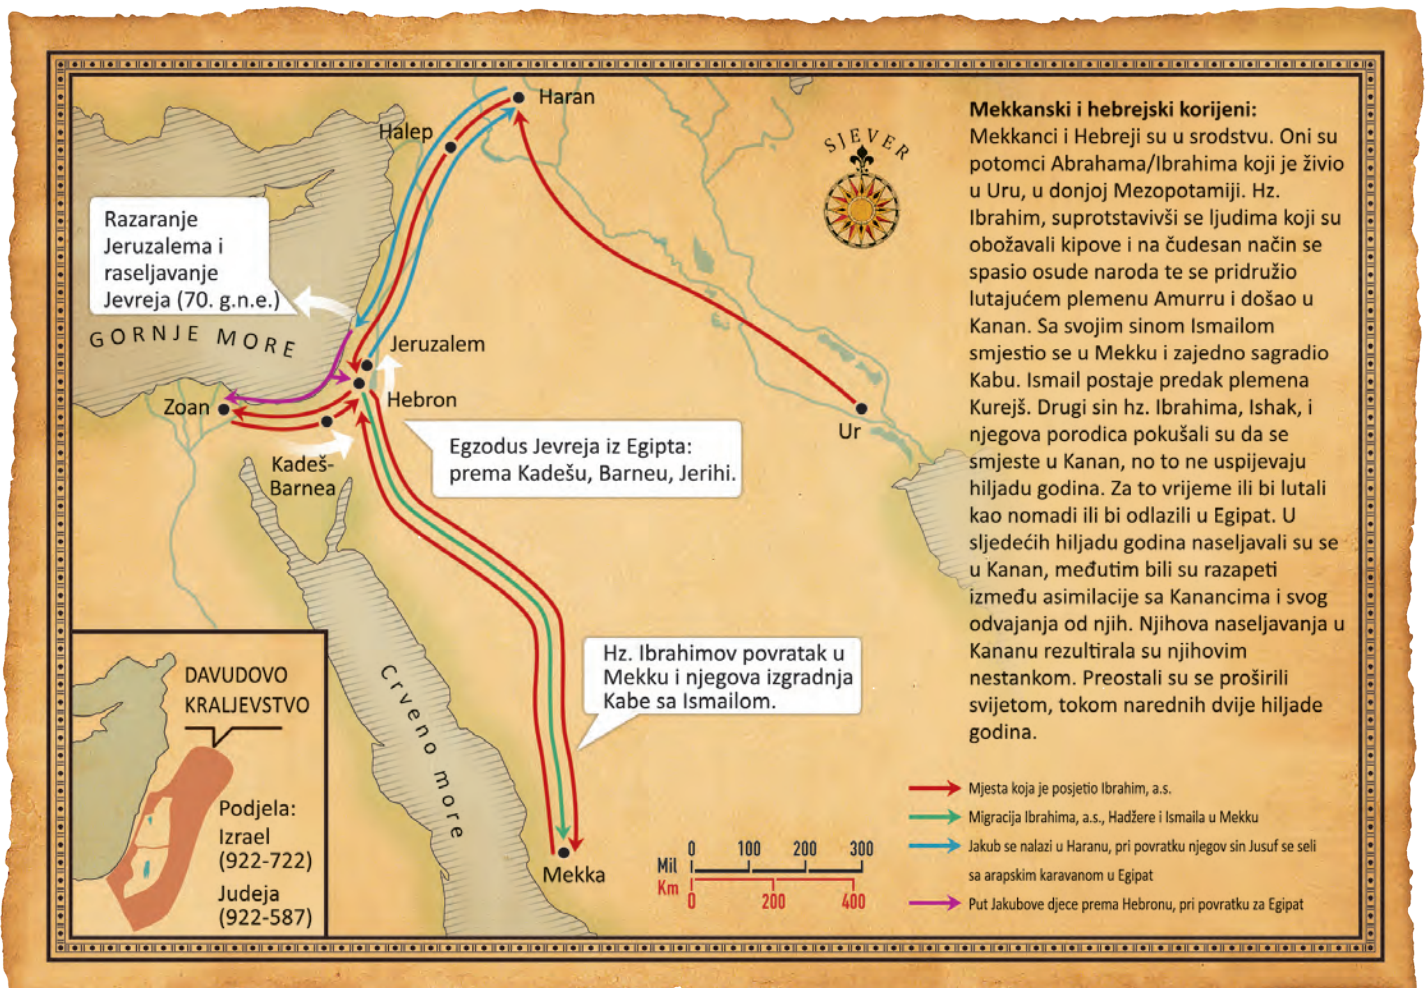 Mekkanski i hebrejski korijeni:
Mekkanci i Hebreji su u srodstvu. Oni su
potomci Abrahama/Ibrahima koji je živio
u Uru, u donjoj Mezopotamiji. Hz.
Ibrahim, suprotstavivši se ljudima koji su
obožavali kipove i na čudesan način se
spasio osude naroda te se pridružio
lutajućem plemenu Amurru i došao u
Kanan. Sa svojim sinom Ismailom
smjestio se u Mekku i zajedno sagradio
Kabu. Ismail postaje predak plemena
Kurejš. Drugi sin hz. Ibrahima, Ishak, i
njegova porodica pokušali su da se
smjeste u Kanan, no to ne uspijevaju
hiljadu godina. Za to vrijeme ili bi lutali
kao nomadi ili bi odlazili u Egipat. U
sljedećih hiljadu godina naseljavali su se
u Kanan, međutim bili su razapeti
između asimilacije sa Kanancima i svog
odvajanja od njih. Njihova naseljavanja u
Kananu rezultirala su njihovim
nestankom. Preostali su se proširili
svijetom, tokom narednih dvije hiljade
godina.
SJEVER
Haran
Halep
Razaranje
Jeruzalema i
raseljavanje
Jevreja (70. g.n.e.)
GORNJE MORE
Jeruzalem
Hebron
Zoan
Ur
Kadeš-
Barnea
Egzodus Jevreja iz Egipta:
prema Kadešu, Barneu, Jerihi.
Hz. Ibrahimov povratak u
Mekku i njegova izgradnja
Kabe sa Ismailom.
Crveno more
Mekka
DAVUDOVO
KRALJEVSTVO
Podjela:
Izrael
(922-722)
Judeja
(922-587)
Mil 0 100 200 300
Km 0 200 400
Mjesta koja je posjetio Ibrahim, a.s.
Migracija Ibrahima, a.s., Hadžere i Ismaila u Mekku
Jakub se nalazi u Haranu, pri povratku njegov sin Jusuf se seli
sa arapskim karavanom u Egipat
Put Jakubove djece prema Hebronu, pri povratku za Egipat